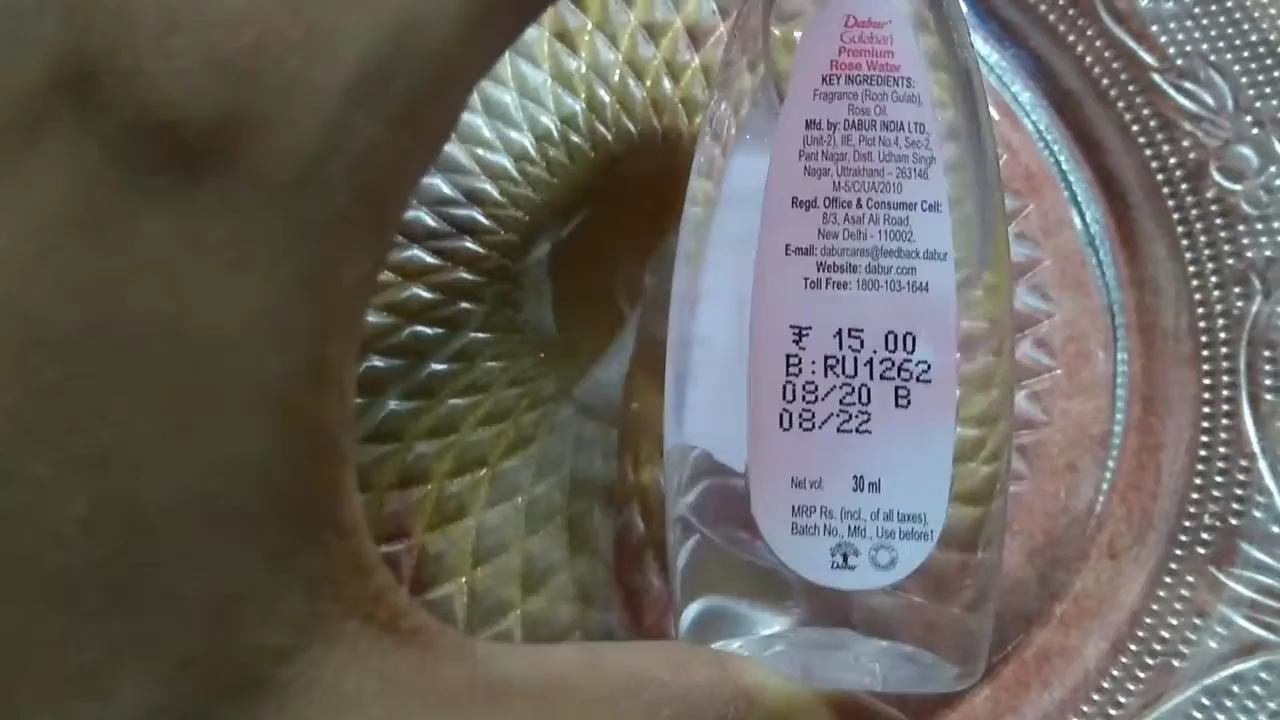 Dabur
Gulabari
Premium
Rose Water
KEY INGREDIENTS:
Fragrance (Rooh Gulab),
Rose Oil.
Mfd. by: DABUR INDIA LTD.,
(Unit-2), IIE, Plot No.4, Sec-2,
Pant Nagar, Distt. Udham Singh
Nagar, Uttrakhand – 263146.
M-5/C/UA/2010
Regd. Office & Consumer Cell:
8/3, Asaf Ali Road,
New Delhi - 110002.
E-mail: daburcares@feedback.dabur
Website: dabur.com
Toll Free: 1800-103-1644
₹ 15.00
B:RU1262
08/20 B
08/22
Net vol: 30 ml
MRP Rs. (incl., of all taxes),
Batch No., Mfd., Use before†
Dabur